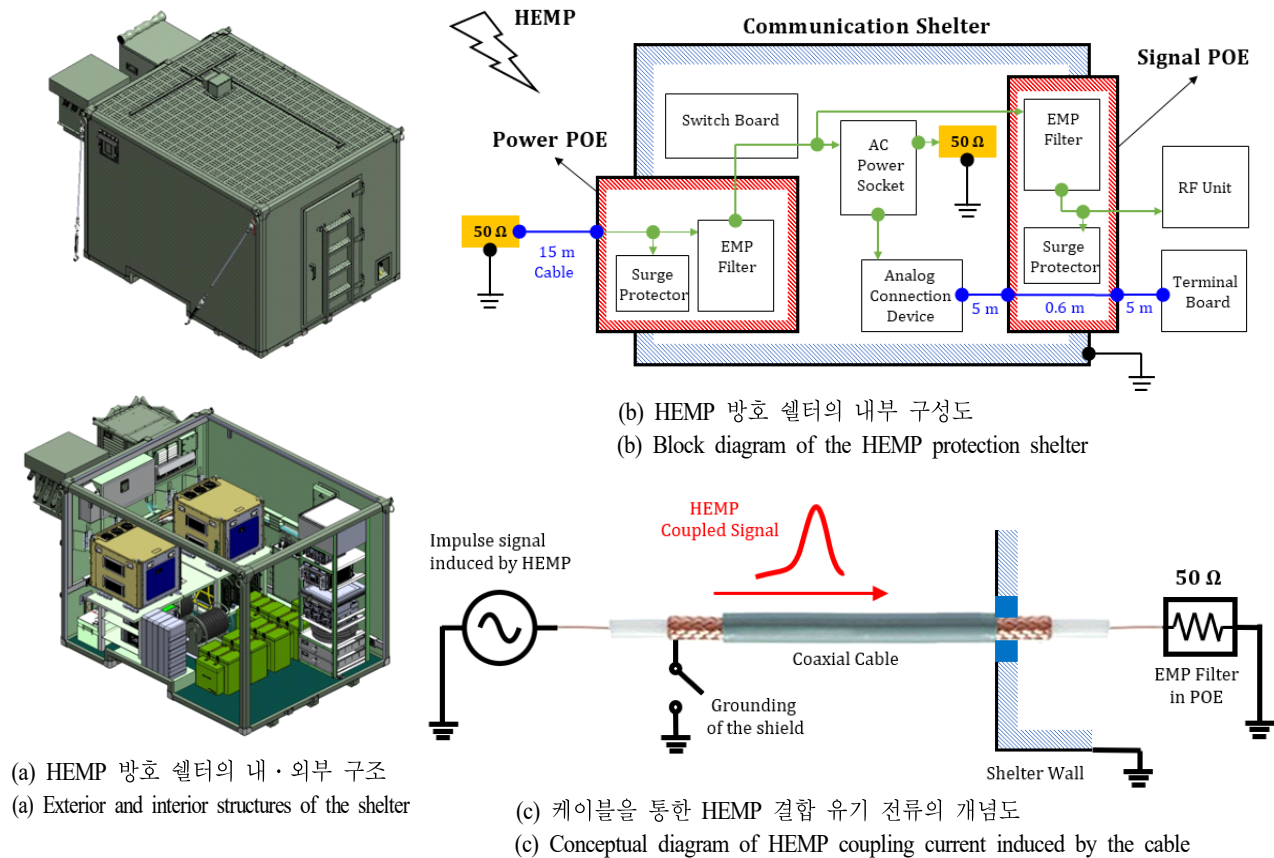 HEMP
Communication Shelter
Signal POE
Power POE
Switch Board
AC
Power
Socket
50 Ω
EMP
Filter
RF Unit
50 Ω
15 m
Cable
Surge
Protector
EMP
Filter
Surge
Protector
Analog
Connection
Device
5 m
0.6 m
5 m
Terminal
Board
(b) HEMP 방호 쉘터의 내부 구성도
(b) Block diagram of the HEMP protection shelter
Impulse signal
induced by HEMP
HEMP
Coupled Signal
Coaxial Cable
Grounding
of the shield
50 Ω
EMP Filter
in POE
Shelter Wall
(a) HEMP 방호 쉘터의 내・외부 구조
(a) Exterior and interior structures of the shelter
(c) 케이블을 통한 HEMP 결합 유기 전류의 개념도
(c) Conceptual diagram of HEMP coupling current induced by the cable